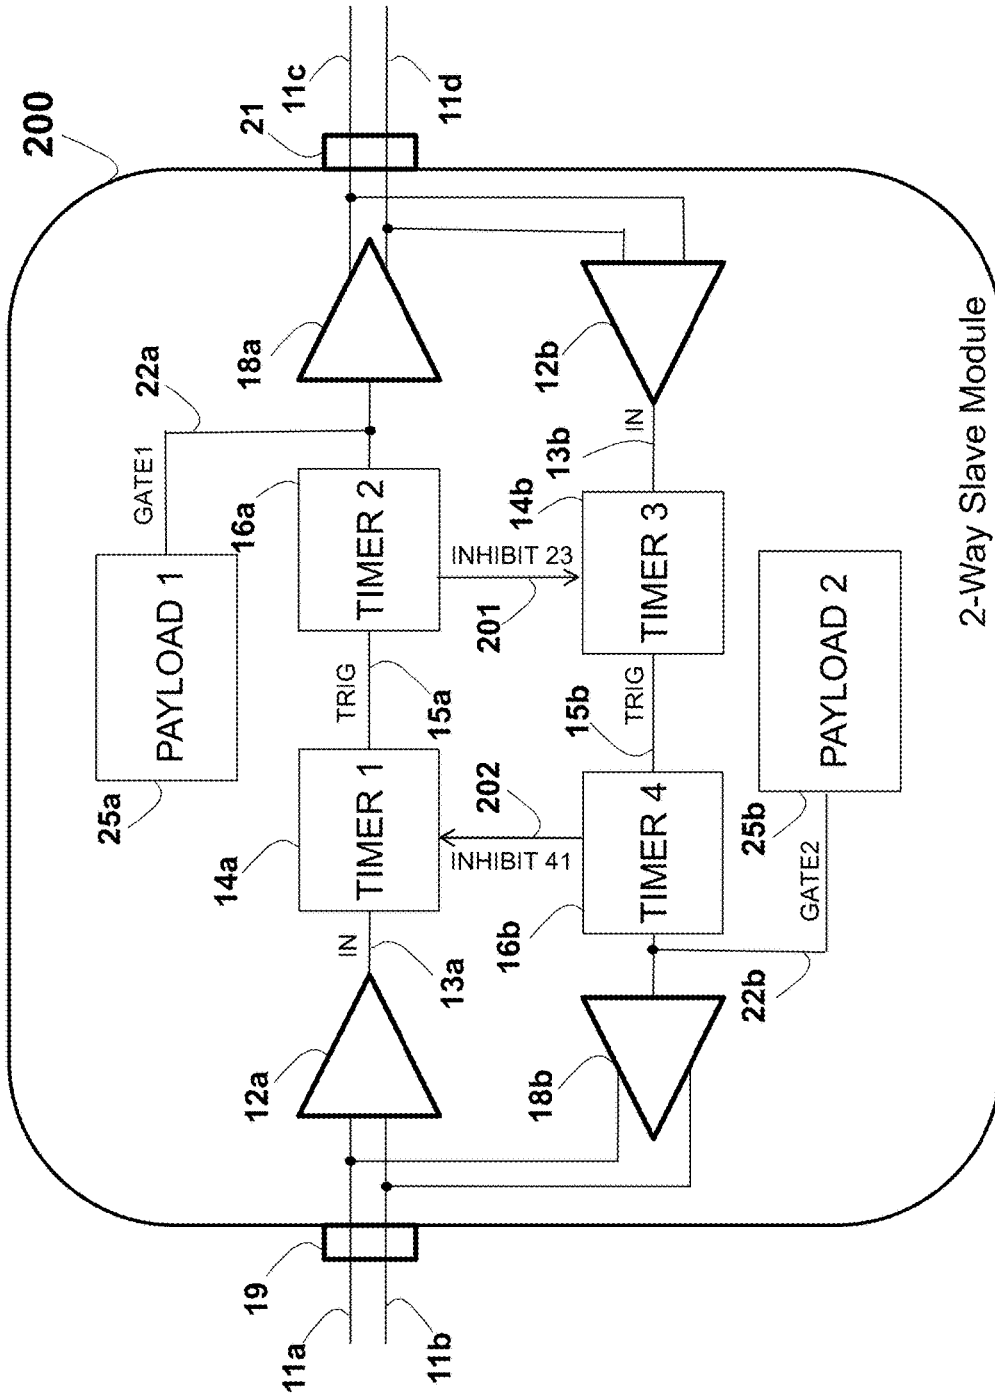 200
11c
11d
21
22a
18a
GATE1
12b
PAYLOAD 1
16a
TIMER 2
INHIBIT 23
201
14b
TIMER 3
13b
IN
25a
TRIG
15a
15b
TRIG
PAYLOAD 2
14a
TIMER 1
202
INHIBIT 41
TIMER 4
16b
25b
GATE2
IN
13a
22b
12a
18b
19
11a
11b
2-Way Slave Module